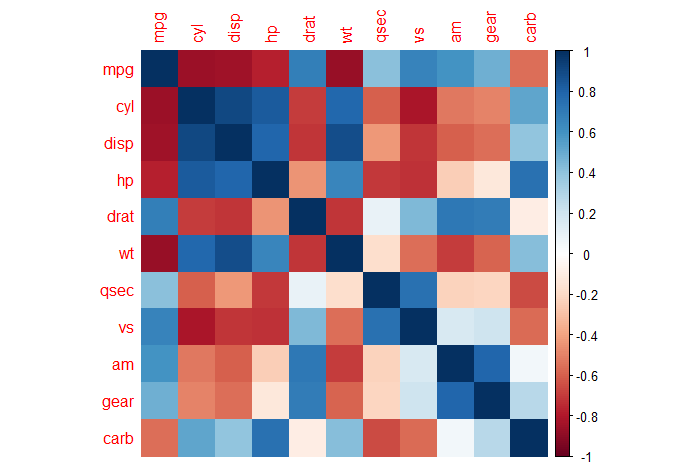 mpg cyl disp hp drat wt qsec vs am gear carb
mpg
cyl
disp
hp
drat
wt
qsec
vs
am
gear
carb
1
0.8
0.6
0.4
0.2
0
-0.2
-0.4
-0.6
-0.8
-1